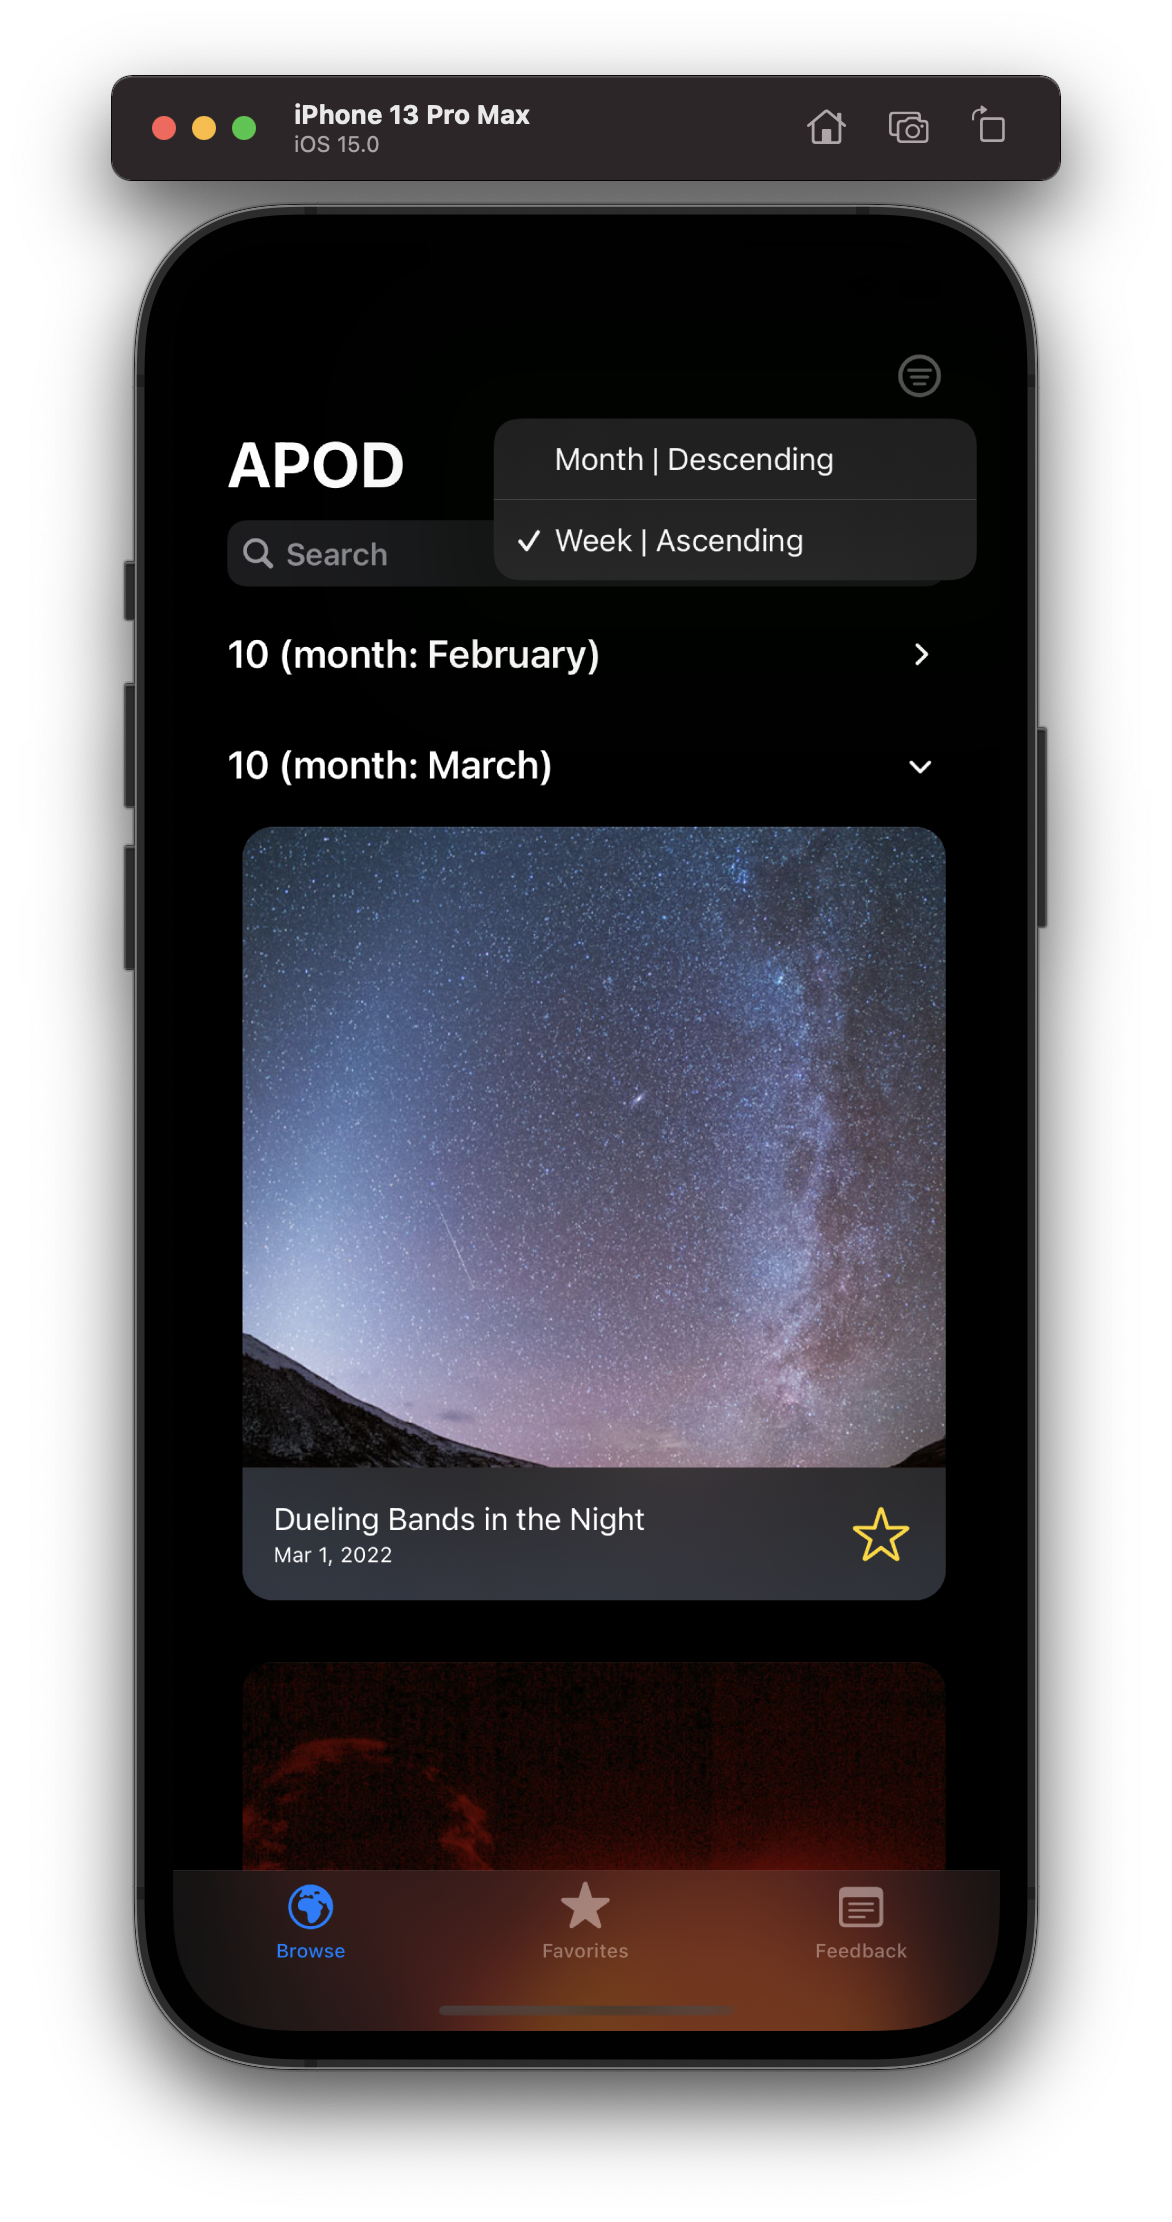 iPhone 13 Pro Max
iOS 15.0
APOD
Month | Descending
Week | Ascending
Search
10 (month: February)
10 (month: March)
Dueling Bands in the Night
Mar 1, 2022
Browse
Favorites
Feedback